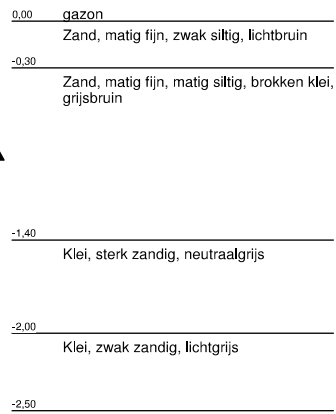 0,00 gazon
Zand, matig fijn, zwak siltig, lichtbruin
-0,30
Zand, matig fijn, matig siltig, brokken klei,
grijsbruin
-1,40
Klei, sterk zandig, neutraalgrijs
-2,00
Klei, zwak zandig, lichtgrijs
-2,50